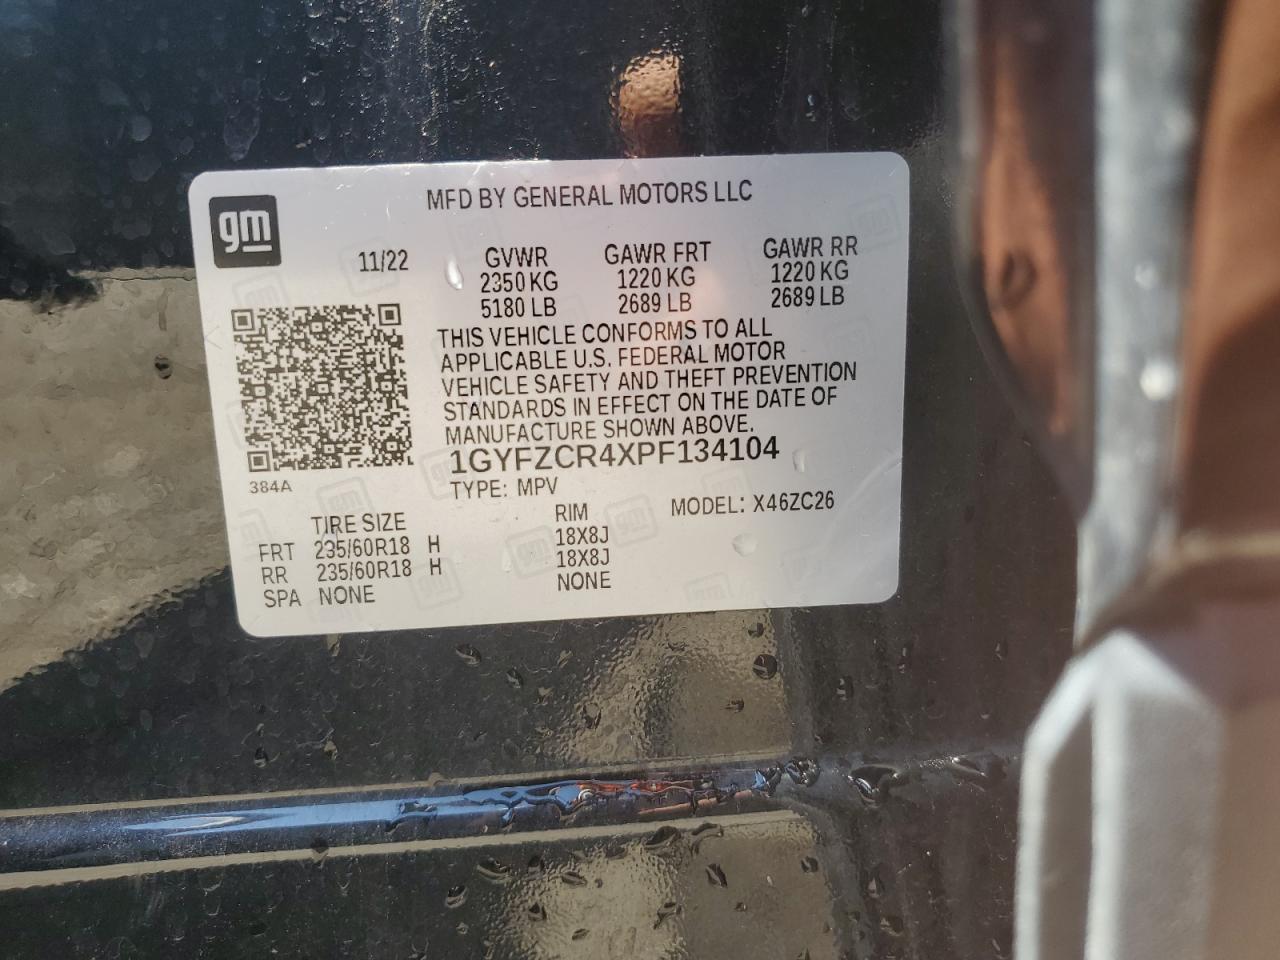 gm
MFD BY GENERAL MOTORS LLC
11/22 GVWR GAWR FRT GAWR RR
2350 KG 1220 KG 1220 KG
5180 LB 2689 LB 2689 LB
THIS VEHICLE CONFORMS TO ALL
APPLICABLE U.S. FEDERAL MOTOR
VEHICLE SAFETY AND THEFT PREVENTION
STANDARDS IN EFFECT ON THE DATE OF
MANUFACTURE SHOWN ABOVE.
1GYFZCR4XPF134104
384A
TYPE: MPV
TIRE SIZE RIM MODEL: X46ZC26
FRT 235/60R18 H 18X8J
RR 235/60R18 H 18X8J
SPA NONE NONE